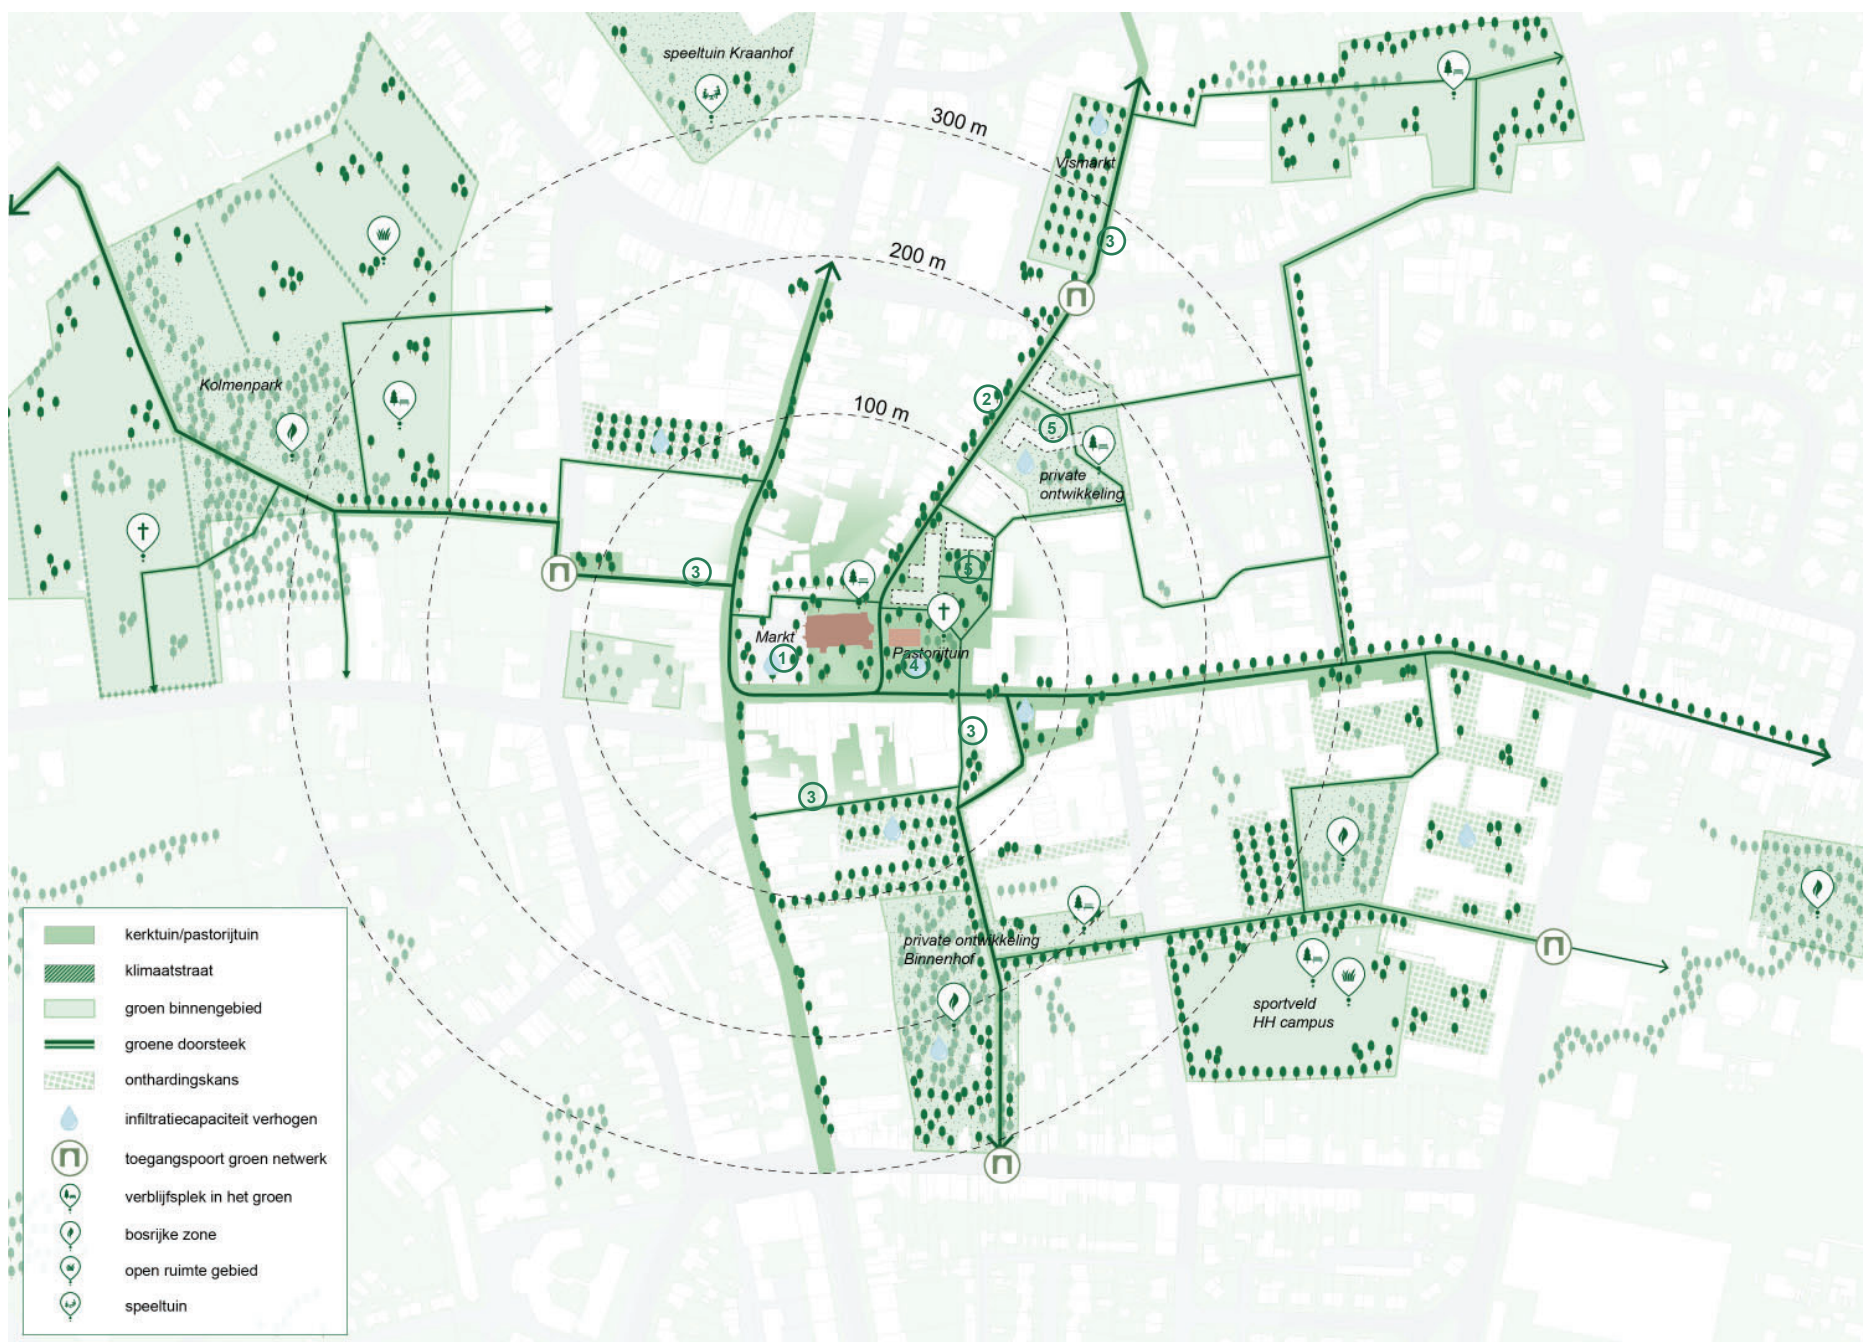 speeltuin Kraanhof
300 m
Vismarkt
3
200 m
Kolmenpark
2
100 m
5
private
ontwikkeling
3
5
Markt
1
Pastorijtuin
4
3
3
private ontwikkeling
Binnenhof
sportveld
HH campus
kerktuin/pastorijtuin
klimaatstraat
groen binnengebied
groene doorsteek
onthardingskans
infiltratiecapaciteit verhogen
toegangspoort groen netwerk
verblijfsplek in het groen
bosrijke zone
open ruimte gebied
speeltuin